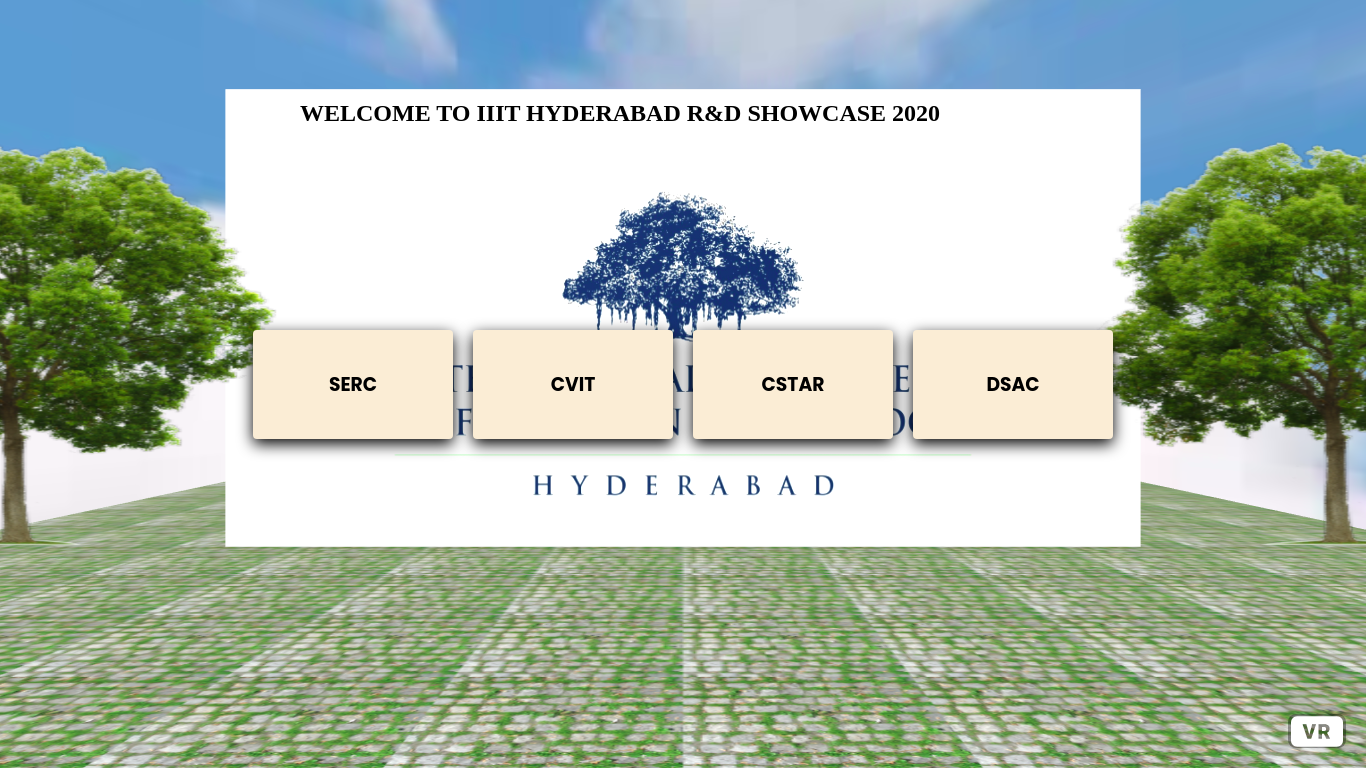 WELCOME TO IIIT HYDERABAD R&D SHOWCASE 2020
SERC
CVIT
CSTAR
DSAC
HYDERABAD
VR